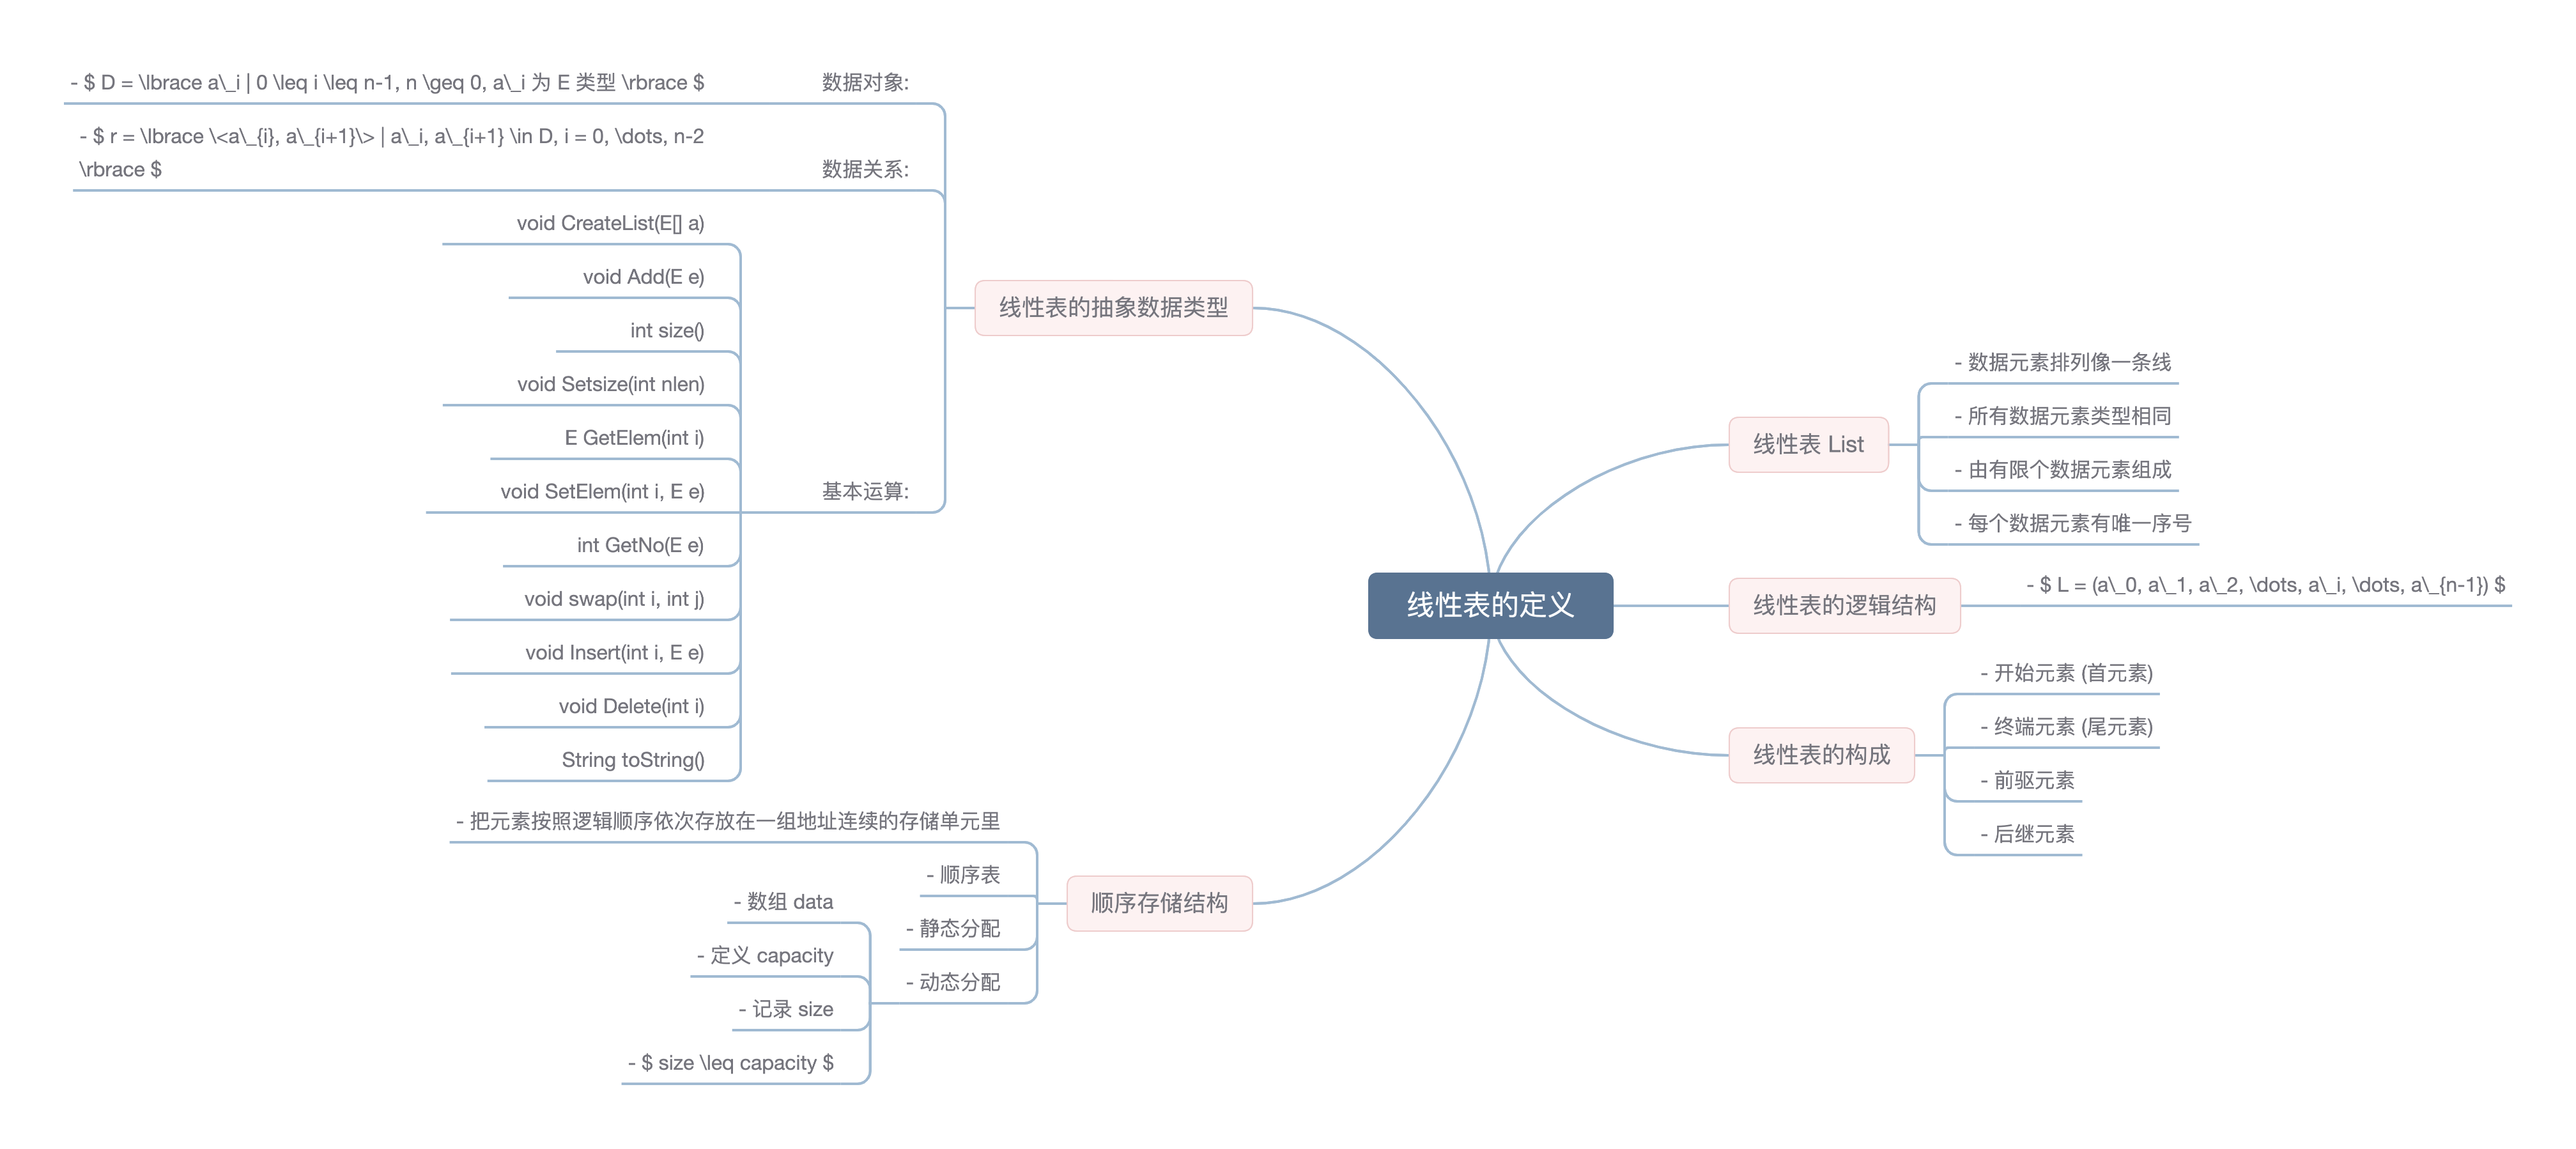 线性表的定义
线性表 List
- 数据元素排列像一条线
- 所有数据元素类型相同
- 由有限个数据元素组成
- 每个数据元素有唯一序号
线性表的逻辑结构
- $ L = (a\_0, a\_1, a\_2, \dots, a\_i, \dots, a\_{n-1}) $
线性表的构成
- 开始元素 (首元素)
- 终端元素 (尾元素)
- 前驱元素
- 后继元素
线性表的抽象数据类型
数据对象:
- $ D = \lbrace a\_i | 0 \leq i \leq n-1, n \geq 0, a\_i 为 E 类型 \rbrace $
数据关系:
- $ r = \lbrace \<a\_{i}, a\_{i+1}\> | a\_i, a\_{i+1} \in D, i = 0, \dots, n-2
\rbrace $
基本运算:
void CreateList(E[] a)
void Add(E e)
int size()
void Setsize(int nlen)
E GetElem(int i)
void SetElem(int i, E e)
int GetNo(E e)
void swap(int i, int j)
void Insert(int i, E e)
void Delete(int i)
String toString()
顺序存储结构
- 把元素按照逻辑顺序依次存放在一组地址连续的存储单元里
- 顺序表
- 静态分配
- 动态分配
- 数组 data
- 定义 capacity
- 记录 size
- $ size \leq capacity $